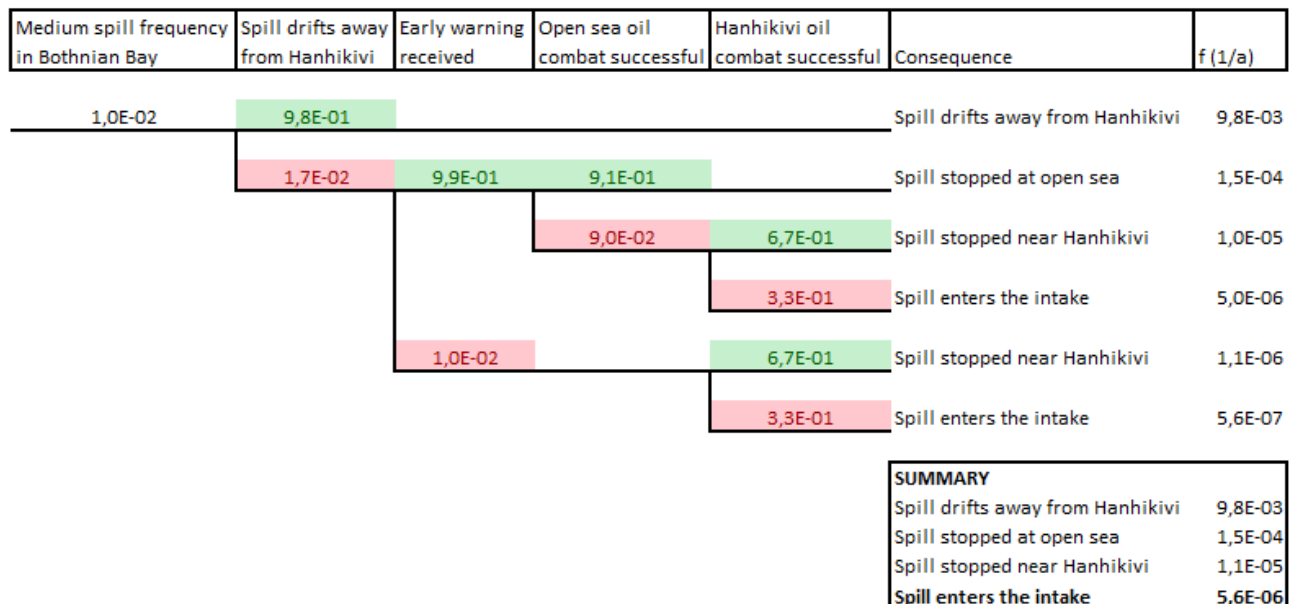 Medium spill frequency in Bothnian Bay
Spill drifts away from Hanhikivi
Early warning received
Open sea oil combat successful
Hanhikivi oil combat successful
Consequence
f (1/a)
1,0E-02 9,8E-01 Spill drifts away from Hanhikivi 9,8E-03
1,7E-02 9,9E-01 9,1E-01 Spill stopped at open sea 1,5E-04
9,0E-02 6,7E-01 Spill stopped near Hanhikivi 1,0E-05
3,3E-01 Spill enters the intake 5,0E-06
1,0E-02 6,7E-01 Spill stopped near Hanhikivi 1,1E-06
3,3E-01 Spill enters the intake 5,6E-07
SUMMARY
Spill drifts away from Hanhikivi 9,8E-03
Spill stopped at open sea 1,5E-04
Spill stopped near Hanhikivi 1,1E-05
Spill enters the intake 5,6E-06